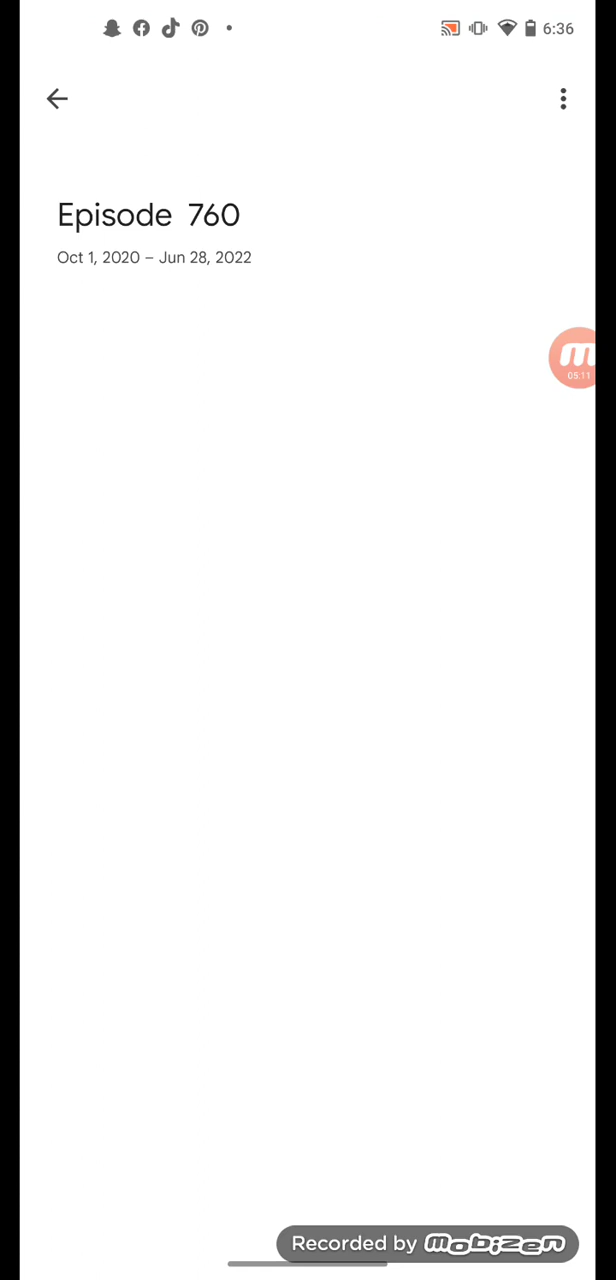 6:36
Episode 760
Oct 1, 2020 – Jun 28, 2022
05:11
Recorded by mobizen